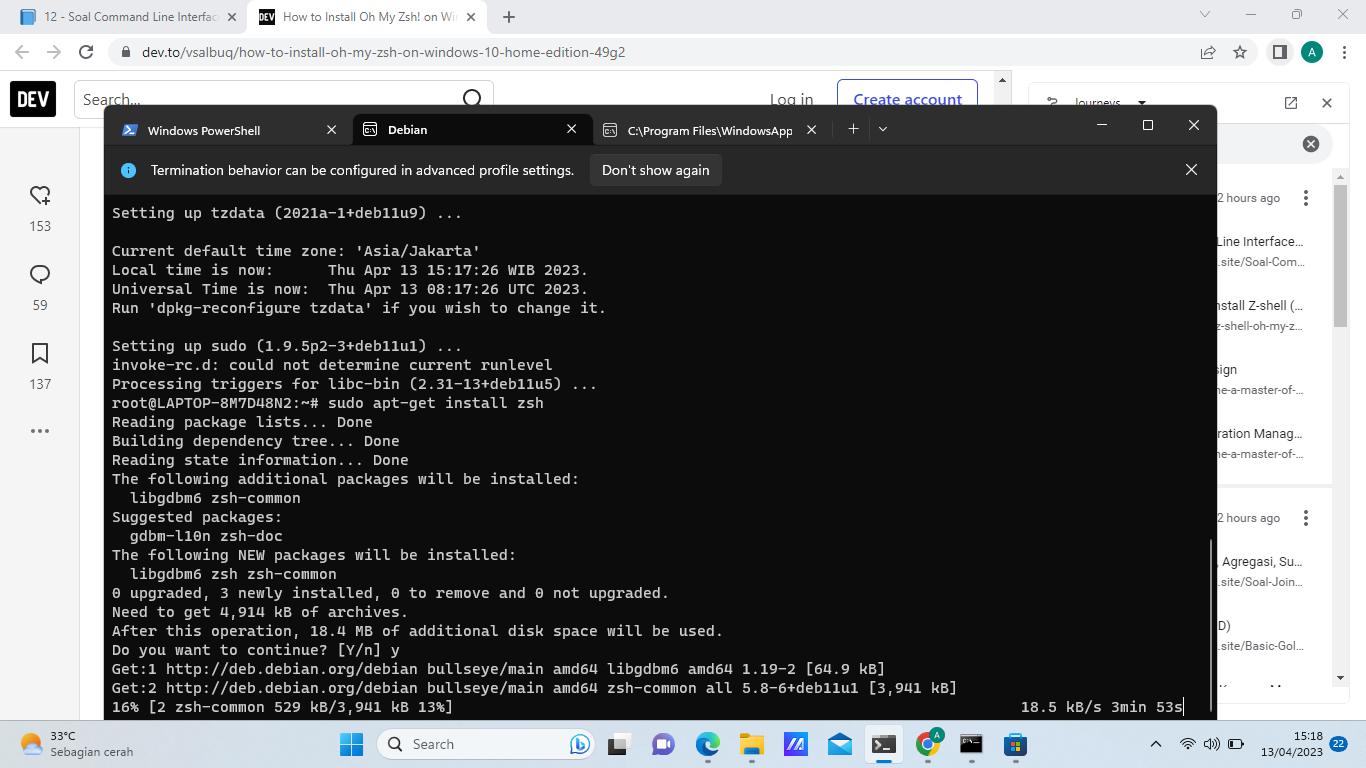 12 - Soal Command Line Interfac
How to Install Oh My Zsh! on Wi
dev.to/vsalbuq/how-to-install-oh-my-zsh-on-windows-10-home-edition-49g2
A
DEV
Search...
Log in
Create account
Journeys
153
59
137
Windows PowerShell
Debian
C:\Program Files\WindowsApp
Termination behavior can be configured in advanced profile settings.
Don't show again
Setting up tzdata (2021a-1+deb11u9) ...
Current default time zone: 'Asia/Jakarta'
Local time is now:      Thu Apr 13 15:17:26 WIB 2023.
Universal Time is now:  Thu Apr 13 08:17:26 UTC 2023.
Run 'dpkg-reconfigure tzdata' if you wish to change it.
Setting up sudo (1.9.5p2-3+deb11u1) ...
invoke-rc.d: could not determine current runlevel
Processing triggers for libc-bin (2.31-13+deb11u5) ...
root@LAPTOP-8M7D48N2:~# sudo apt-get install zsh
Reading package lists... Done
Building dependency tree... Done
Reading state information... Done
The following additional packages will be installed:
  libgdbm6 zsh-common
Suggested packages:
  gdbm-l10n zsh-doc
The following NEW packages will be installed:
  libgdbm6 zsh zsh-common
0 upgraded, 3 newly installed, 0 to remove and 0 not upgraded.
Need to get 4,914 kB of archives.
After this operation, 18.4 MB of additional disk space will be used.
Do you want to continue? [Y/n] y
Get:1 http://deb.debian.org/debian bullseye/main amd64 libgdbm6 amd64 1.19-2 [64.9 kB]
Get:2 http://deb.debian.org/debian bullseye/main amd64 zsh-common all 5.8-6+deb11u1 [3,941 kB]
16% [2 zsh-common 529 kB/3,941 kB 13%] 18.5 kB/s 3min 53s
2 hours ago
Line Interface...
.site/Soal-Com...
nstall Z-shell (...
z-shell-oh-my-z...
sign
ne-a-master-of-...
ration Manag...
ne-a-master-of-...
2 hours ago
, Agregasi, Su...
.site/Soal-Join...
D)
.site/Basic-Gol...
33°C
Sebagian cerah
Search
A
15:18
13/04/2023
22